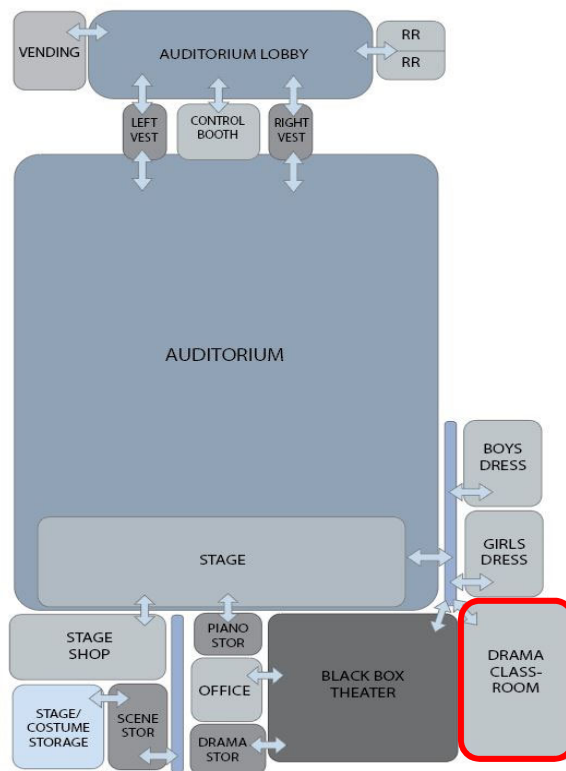 VENDING
AUDITORIUM LOBBY
RR
RR
LEFT
VEST
CONTROL
BOOTH
RIGHT
VEST
AUDITORIUM
BOYS
DRESS
STAGE
GIRLS
DRESS
STAGE
SHOP
PIANO
STOR
BLACK BOX
THEATER
DRAMA
CLASS-
ROOM
OFFICE
STAGE/
COSTUME
STORAGE
SCENE
STOR
DRAMA
STOR